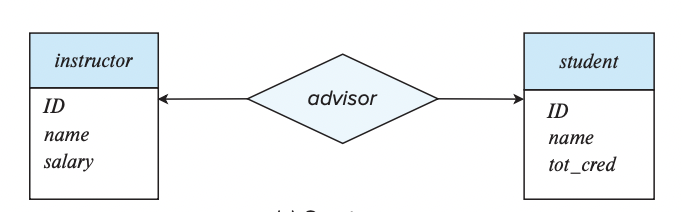 instructor
ID
name
salary
advisor
student
ID
name
tot_cred